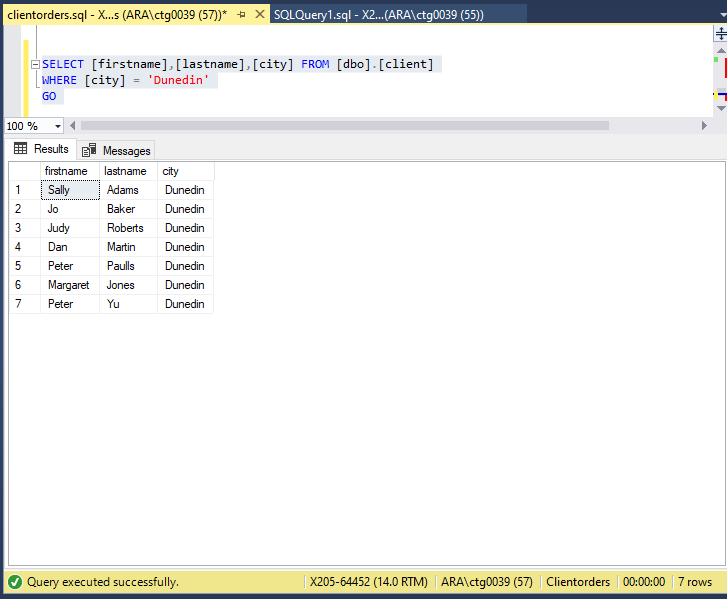 clientorders.sql - X...s (ARA\ctg0039 (57))* SQLQuery1.sql - X2...(ARA\ctg0039 (55))
SELECT [firstname],[lastname],[city] FROM [dbo].[client]
WHERE [city] = 'Dunedin'
GO
100 %
Results Messages
firstname lastname city
1 Sally Adams Dunedin
2 Jo Baker Dunedin
3 Judy Roberts Dunedin
4 Dan Martin Dunedin
5 Peter Paulls Dunedin
6 Margaret Jones Dunedin
7 Peter Yu Dunedin
Query executed successfully. X205-64452 (14.0 RTM) ARA\ctg0039 (57) Clientorders 00:00:00 7 rows